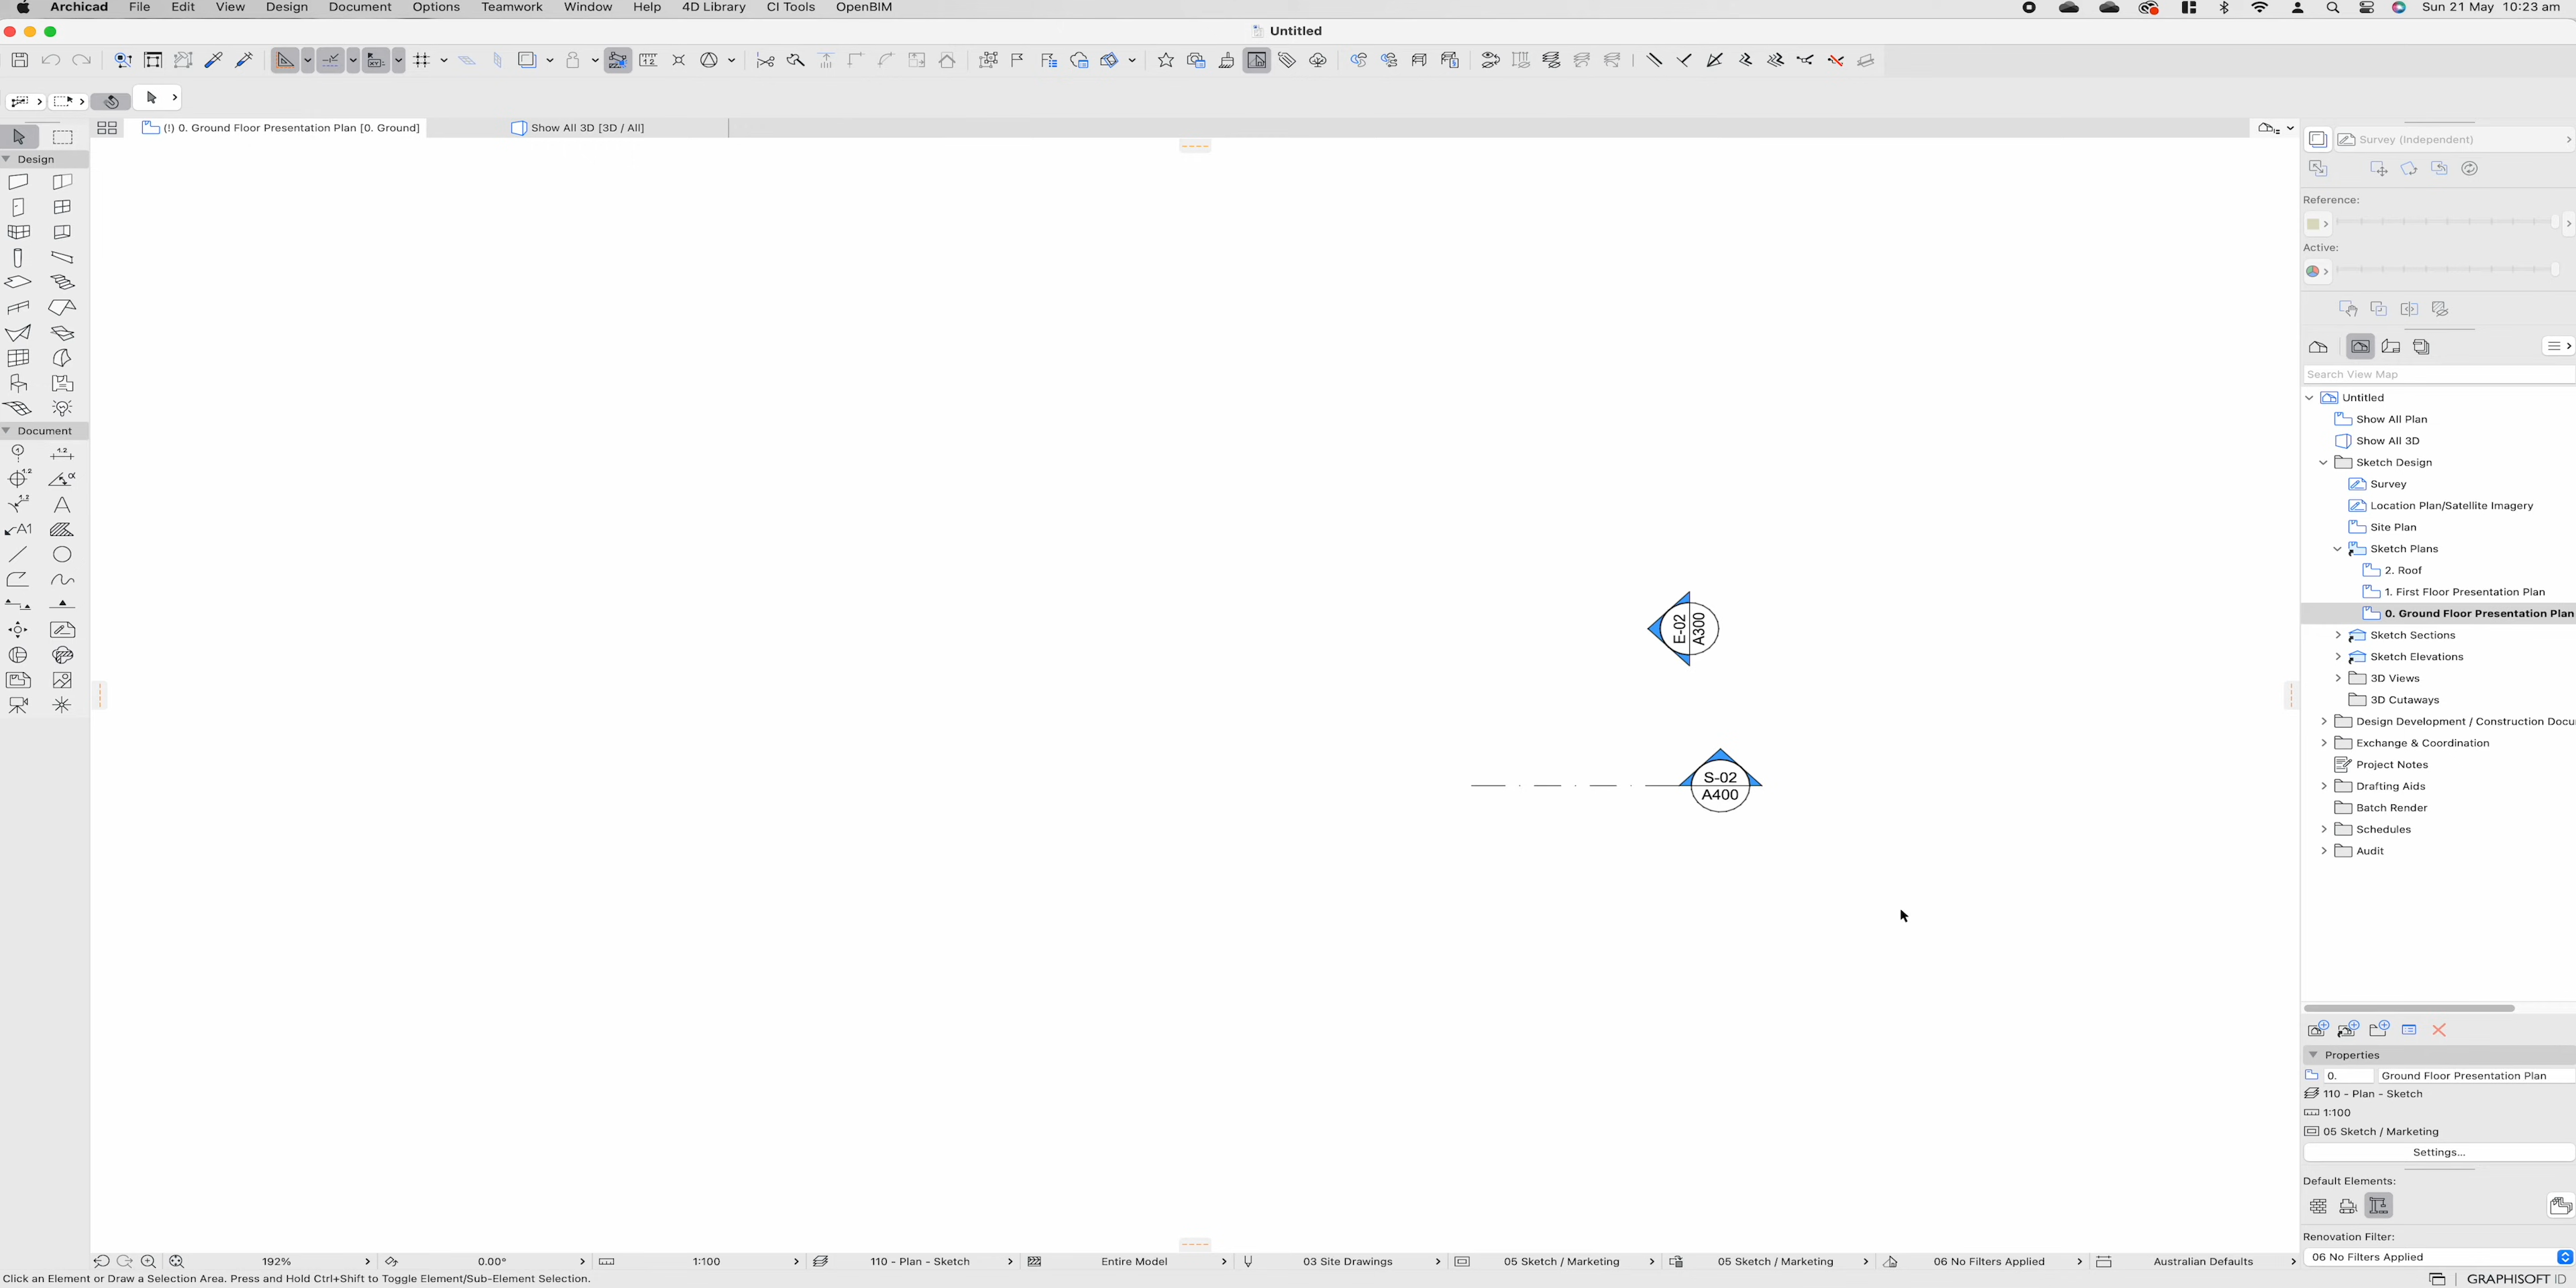 Archicad File Edit View Design Document Options Teamwork Window Help 4D Library CI Tools OpenBIM Sun 21 May 10:23 am
Untitled
(!) 0. Ground Floor Presentation Plan [0. Ground] Show All 3D [3D / All]
Survey (Independent)
Design
Reference:
Active:
Search View Map
Untitled
Show All Plan
Show All 3D
Document
Sketch Design
Survey
Location Plan/Satellite Imagery
Site Plan
Sketch Plans
2. Roof
1. First Floor Presentation Plan
0. Ground Floor Presentation Plan
Sketch Sections
Sketch Elevations
3D Views
3D Cutaways
Design Development / Construction Docu
Exchange & Coordination
Project Notes
Drafting Aids
Batch Render
Schedules
Audit
E-02
A300
S-02
A400
Properties
0. Ground Floor Presentation Plan
110 - Plan - Sketch
1:100
05 Sketch / Marketing
Settings...
Default Elements:
Renovation Filter:
06 No Filters Applied
192% 0.00° 1:100 110 - Plan - Sketch Entire Model 03 Site Drawings 05 Sketch / Marketing 05 Sketch / Marketing 06 No Filters Applied Australian Defaults
Click an Element or Draw a Selection Area. Press and Hold Ctrl+Shift to Toggle Element/Sub-Element Selection.
GRAPHISOFT ID